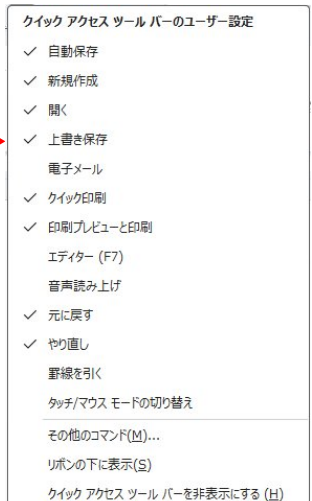 クイック アクセス ツール バーのユーザー設定
自動保存
新規作成
開く
上書き保存
電子メール
クイック印刷
印刷プレビューと印刷
エディター (F7)
音声読み上げ
元に戻す
やり直し
罫線を引く
タッチ/マウス モードの切り替え
その他のコマンド(M)...
リボンの下に表示(S)
クイック アクセス ツール バーを非表示にする (H)